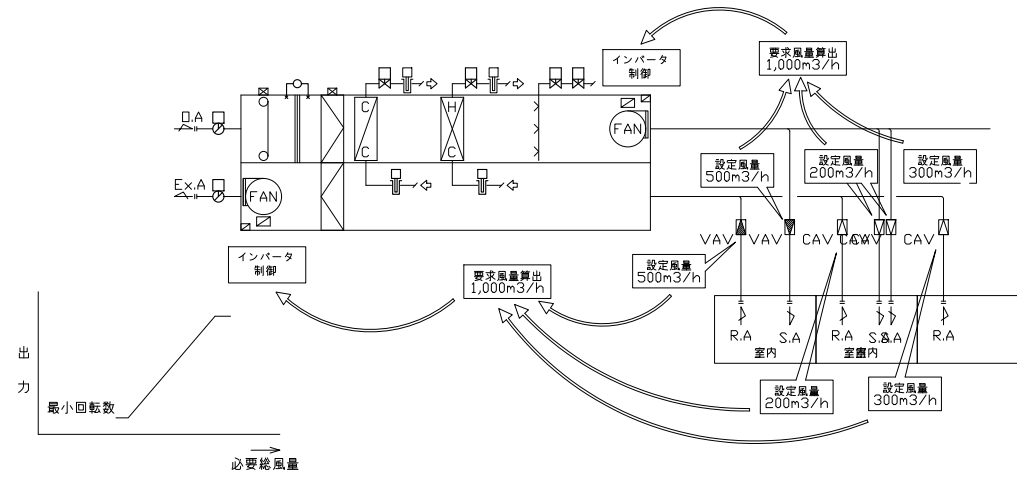 インバータ
制御
要求風量算出
1,000m3/h
O.A
C
C
H
C
FAN
設定風量
500m3/h
設定風量
200m3/h
設定風量
300m3/h
Ex.A
FAN
VAV
VAV
CAV
CAV
CAV
CAV
インバータ
制御
要求風量算出
1,000m3/h
設定風量
500m3/h
R.A
S.A
R.A
S.A
S.A
R.A
室内
室内
室内
出力
最小回転数
必要総風量
設定風量
200m3/h
設定風量
300m3/h